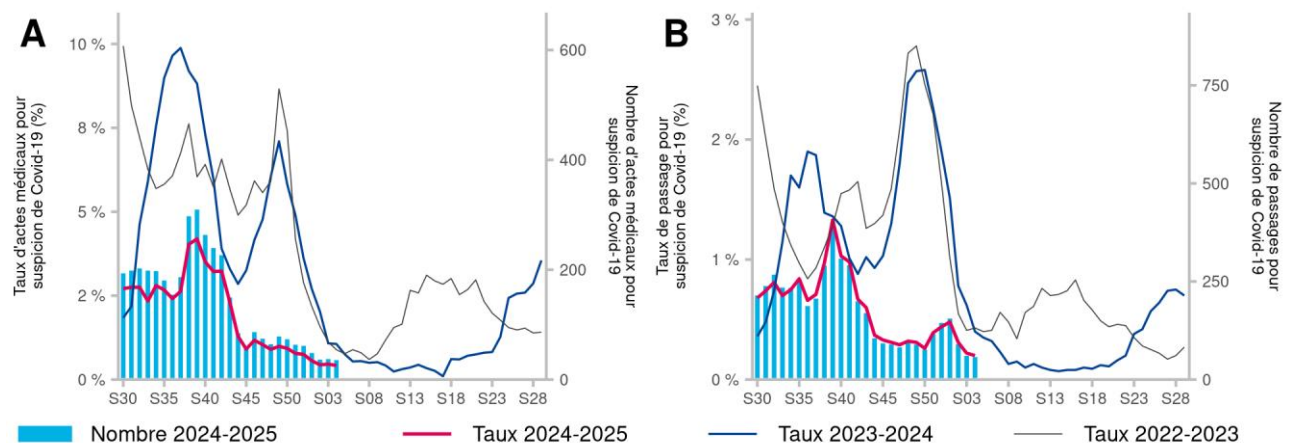 A
Taux d'actes médicaux pour
suspicion de Covid-19 (%)
10 %
8 %
5 %
2 %
0 %
600
400
200
0
Nombre d'actes médicaux pour
suspicion de Covid-19
S30 S35 S40 S45 S50 S03 S08 S13 S18 S23 S28
B
Taux de passage pour
suspicion de Covid-19 (%)
3 %
2 %
1 %
0 %
750
500
250
0
Nombre de passages pour
suspicion de Covid-19
S30 S35 S40 S45 S50 S03 S08 S13 S18 S23 S28
Nombre 2024-2025 Taux 2024-2025 Taux 2023-2024 Taux 2022-2023